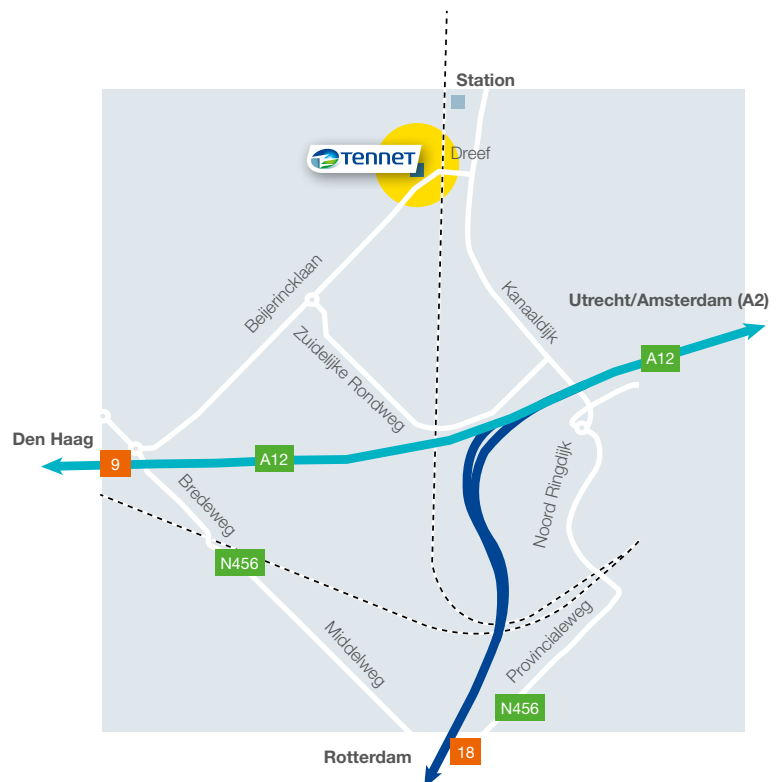 Station
TENNET
Dreef
Beijerincklaan
Kanaaldijk
Utrecht/Amsterdam (A2)
Zuidelijke Rondweg
A12
Den Haag
9
A12
Bredeweg
Noord Ringdijk
N456
Middelweg
Provincialeweg
N456
18
Rotterdam